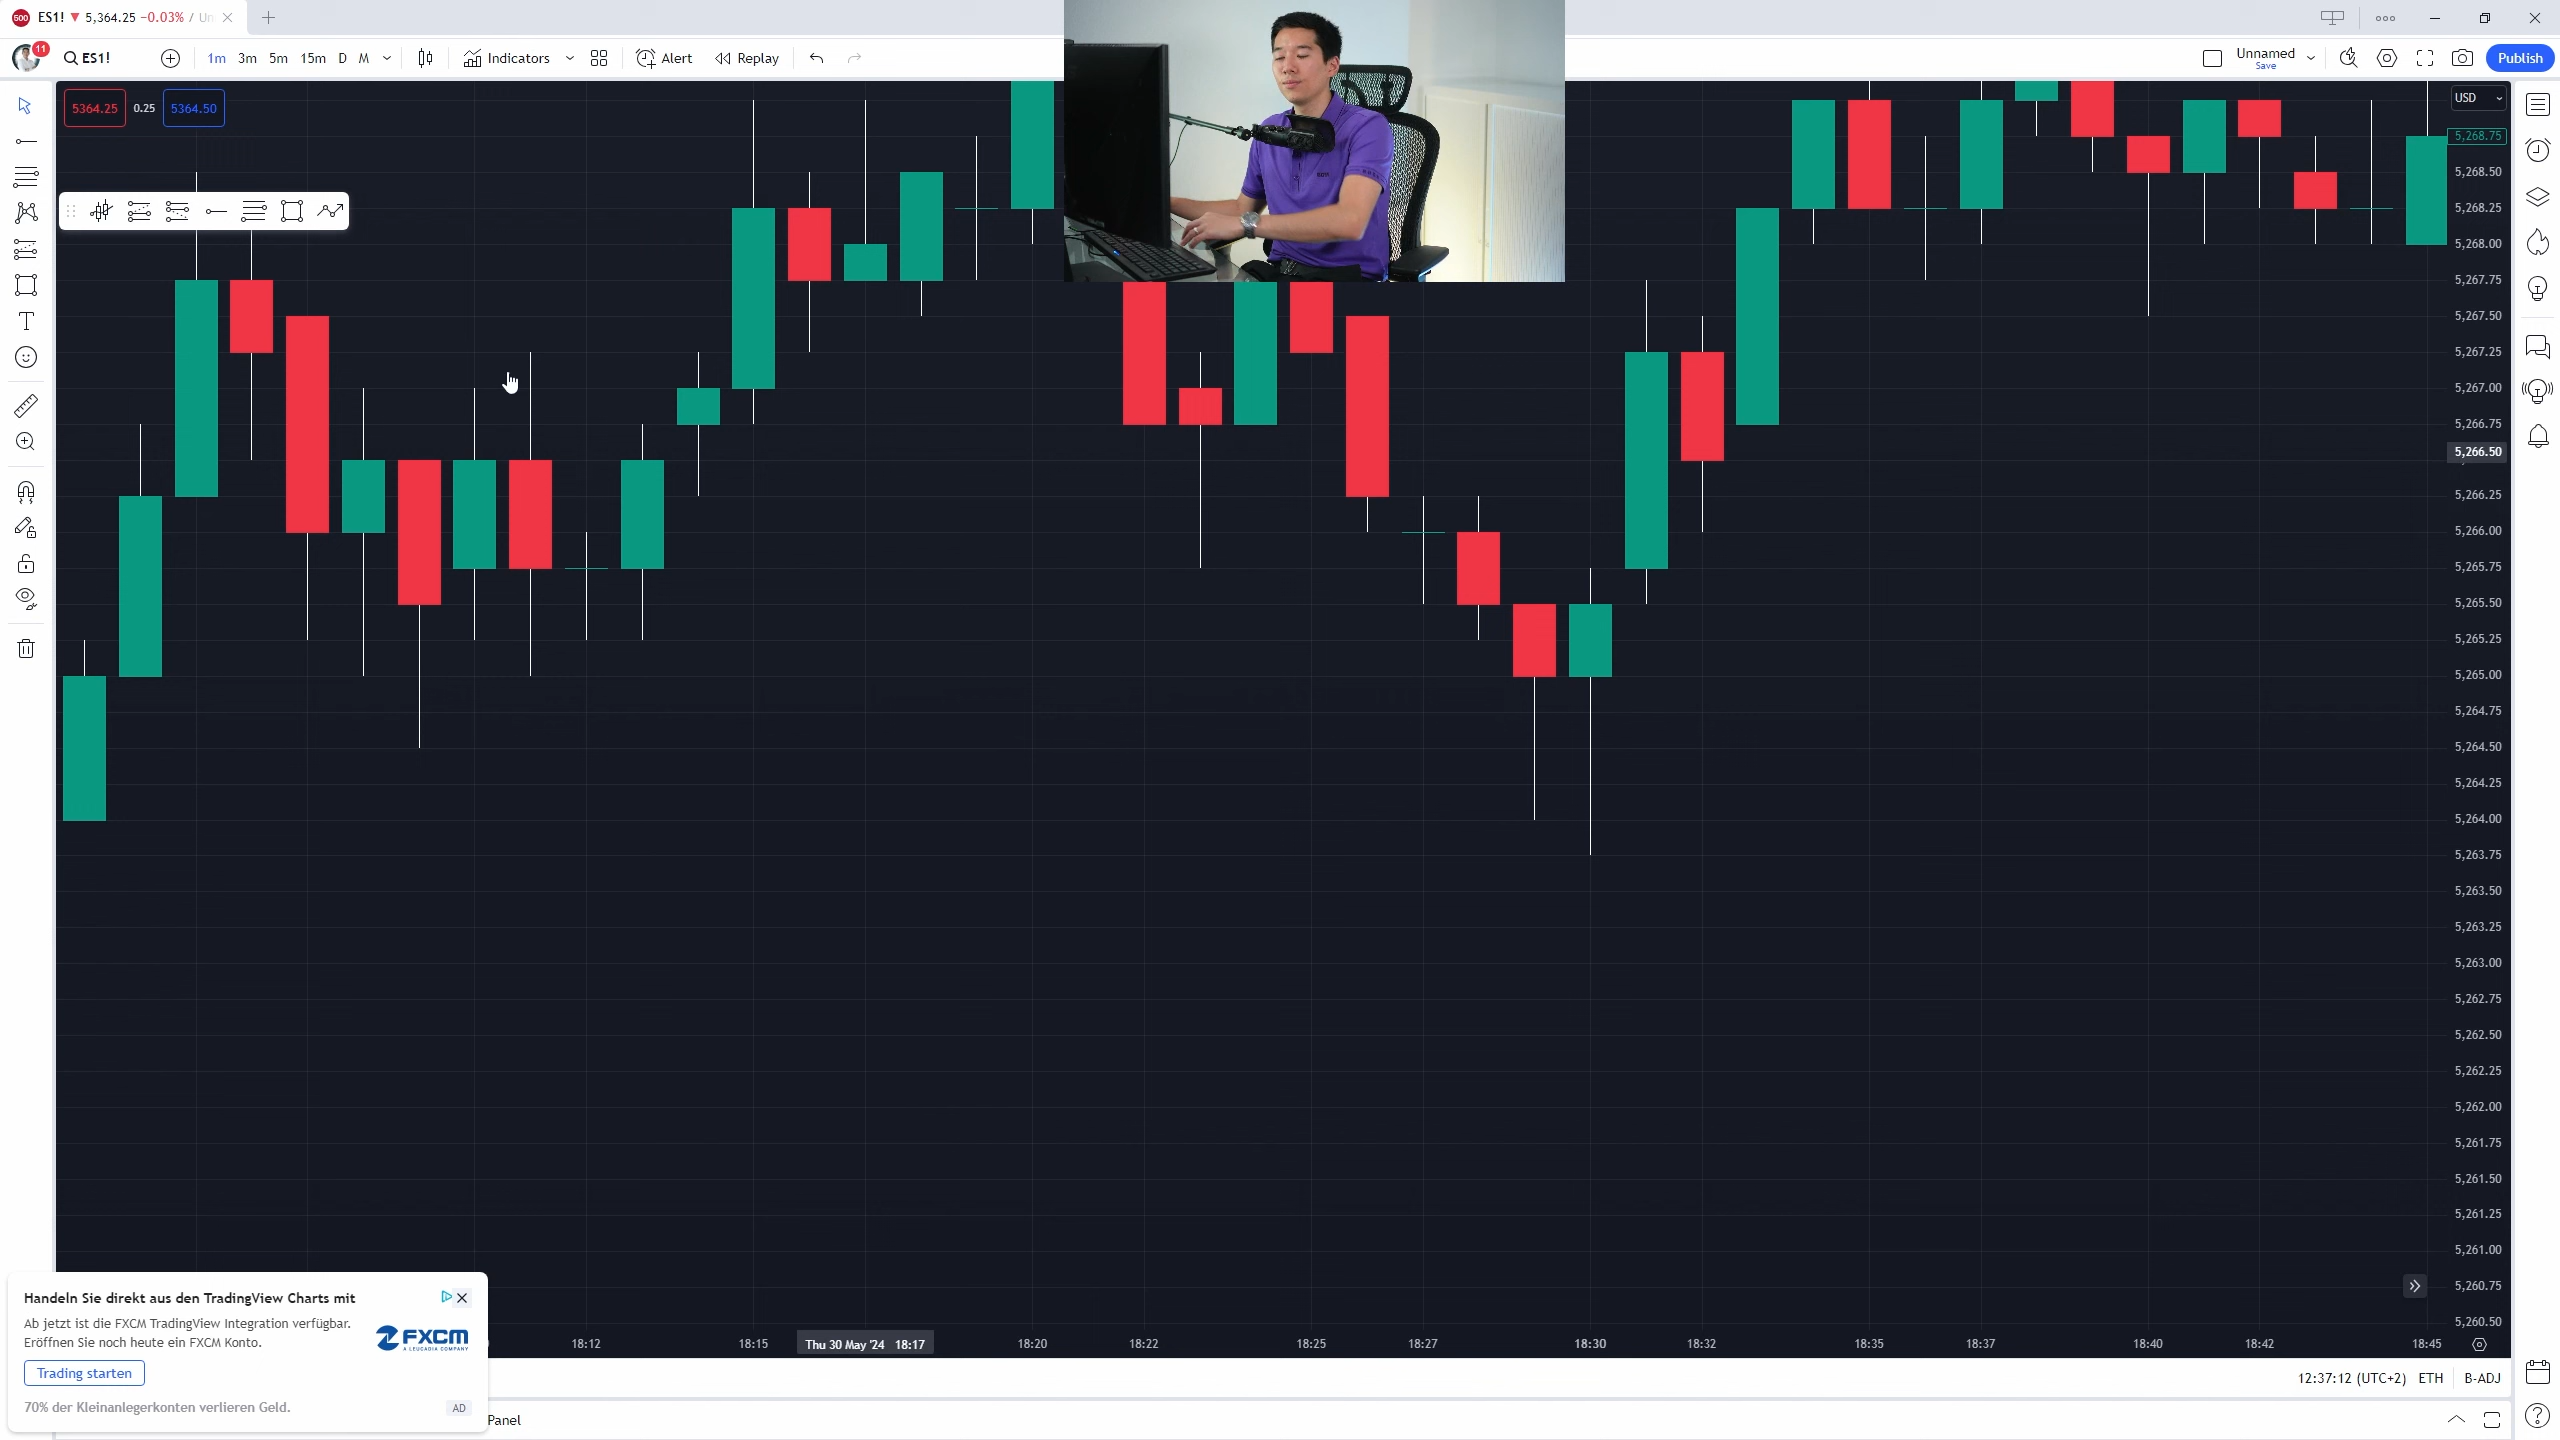 500 ES1! ▼ 5,364.25 −0.03% / Un
11 ES1! 1m 3m 5m 15m D M Indicators Alert Replay Unnamed Save Publish
5364.25 0.25 5364.50
USD
5,268.75
5,268.50
5,268.25
5,268.00
5,267.75
5,267.50
5,267.25
5,267.00
5,266.75
5,266.50
5,266.25
5,266.00
5,265.75
5,265.50
5,265.25
5,265.00
5,264.75
5,264.50
5,264.25
5,264.00
5,263.75
5,263.50
5,263.25
5,263.00
5,262.75
5,262.50
5,262.25
5,262.00
5,261.75
5,261.50
5,261.25
5,261.00
5,260.75
5,260.50
18:12 18:15 Thu 30 May '24 18:17 18:20 18:22 18:25 18:27 18:30 18:32 18:35 18:37 18:40 18:42 18:45
Handeln Sie direkt aus den TradingView Charts mit
Ab jetzt ist die FXCM TradingView Integration verfügbar.
Eröffnen Sie noch heute ein FXCM Konto.
FXCM
A LEUCADIA COMPANY
Trading starten
70% der Kleinanlegerkonten verlieren Geld.
AD
12:37:12 (UTC+2) ETH B-ADJ
Panel